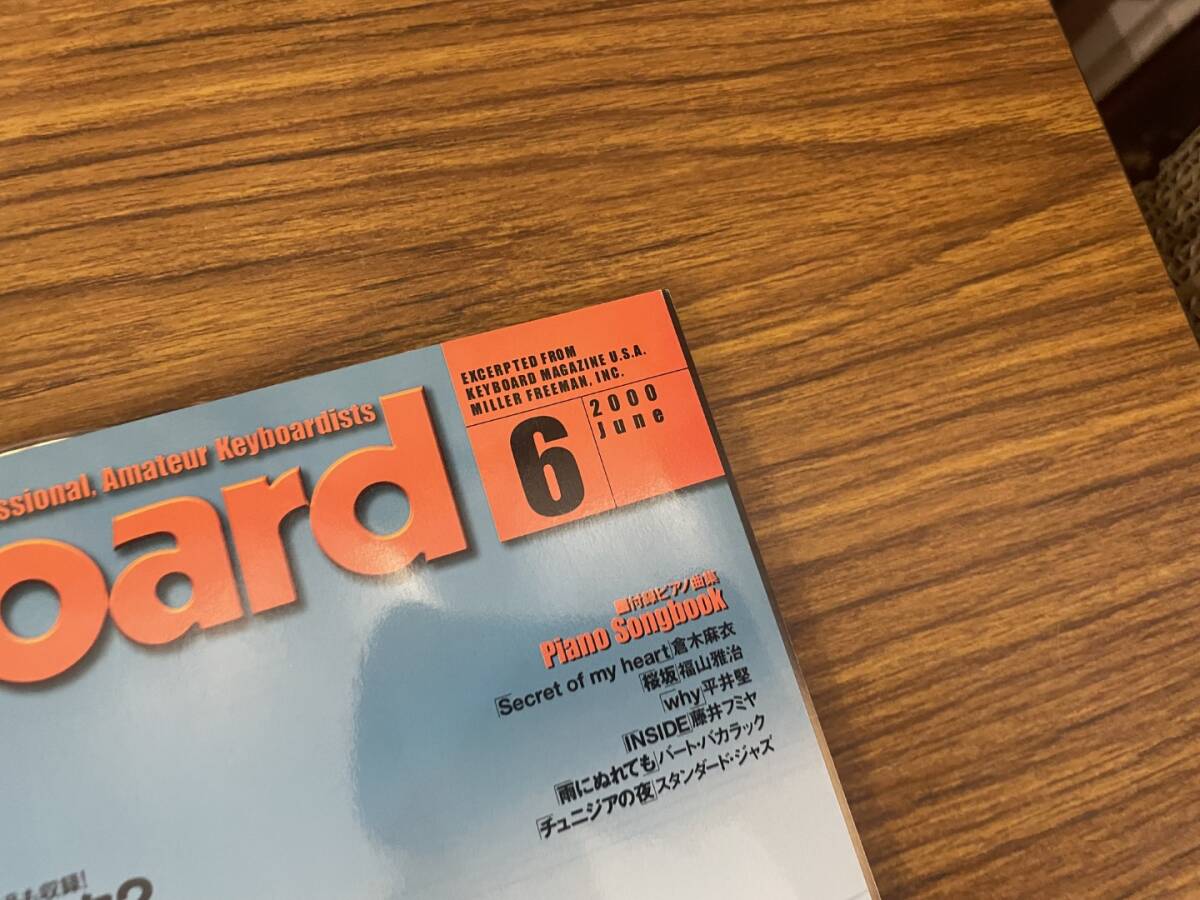 EXCERPTED FROM
KEYBOARD MAGAZINE U.S.A.
MILLER FREEMAN, INC.
6
2000
June
ssional, Amateur Keyboardists
oard
■付録ピアノ曲集
Piano Songbook
「Secret of my heart」倉木麻衣
「桜坂」福山雅治
「why」平井堅
「INSIDE」藤井フミヤ
「雨にぬれても」バート・バカラック
「チュニジアの夜」スタンダード・ジャズ
も収録!